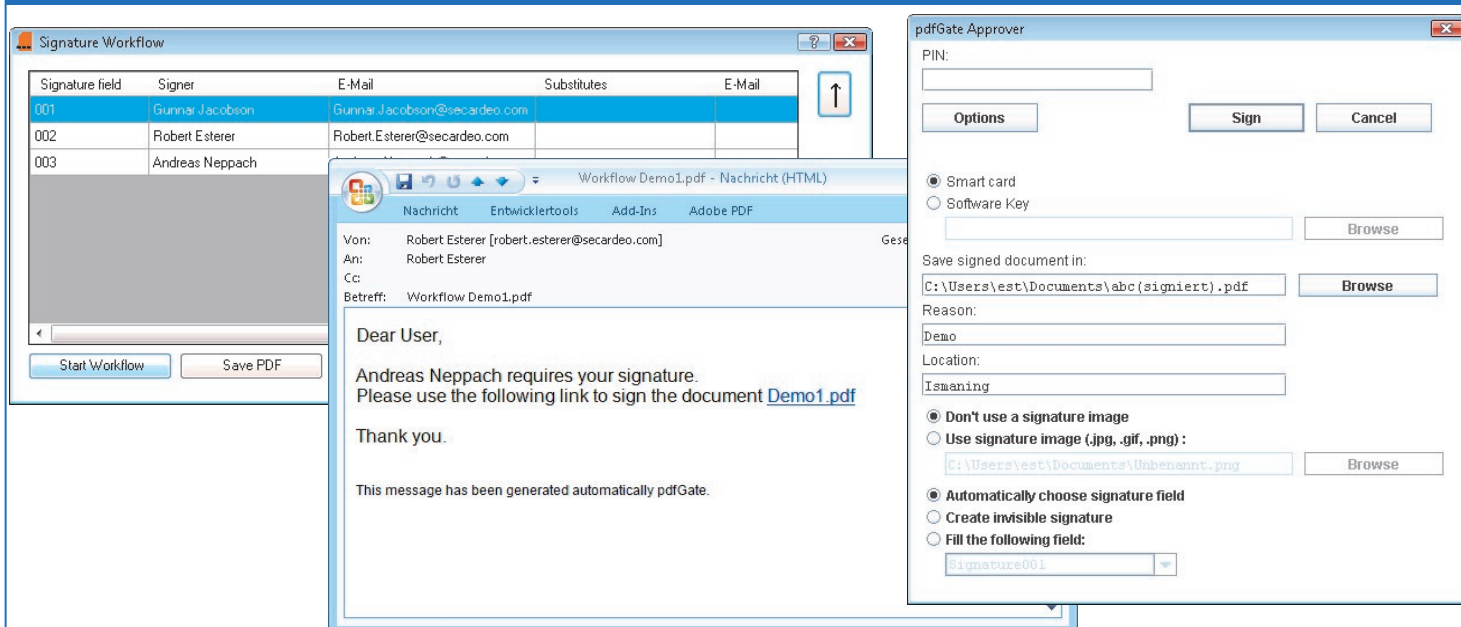 Signature Workflow
Signature field Signer E-Mail Substitutes E-Mail
001 Gunnar Jacobson Gunnar.Jacobson@secardeo.com
002 Robert Esterer Robert.Esterer@secardeo.com
003 Andreas Neppach
Start Workflow Save PDF
Workflow Demo1.pdf - Nachricht (HTML)
Nachricht Entwicklertools Add-Ins Adobe PDF
Von: Robert Esterer [robert.esterer@secardeo.com] Gese
An: Robert Esterer
Cc:
Betreff: Workflow Demo1.pdf
Dear User,
Andreas Neppach requires your signature.
Please use the following link to sign the document Demo1.pdf
Thank you.
This message has been generated automatically pdfGate.
pdfGate Approver
PIN:
Options Sign Cancel
Smart card
Software Key
Browse
Save signed document in:
C:\Users\est\Documents\abc(signiert).pdf Browse
Reason:
Demo
Location:
Ismaning
Don't use a signature image
Use signature image (.jpg, .gif, .png) :
C:\Users\est\Documents\Unbenannt.png Browse
Automatically choose signature field
Create invisible signature
Fill the following field:
Signature001